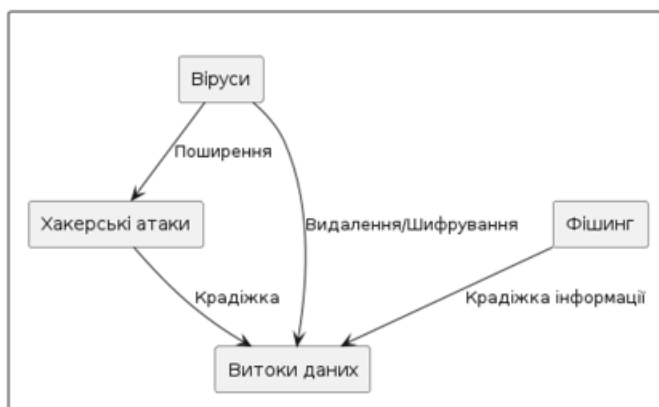 Віруси
Поширення
Хакерські атаки
Видалення/Шифрування
Фішинг
Крадіжка
Крадіжка інформації
Витоки даних